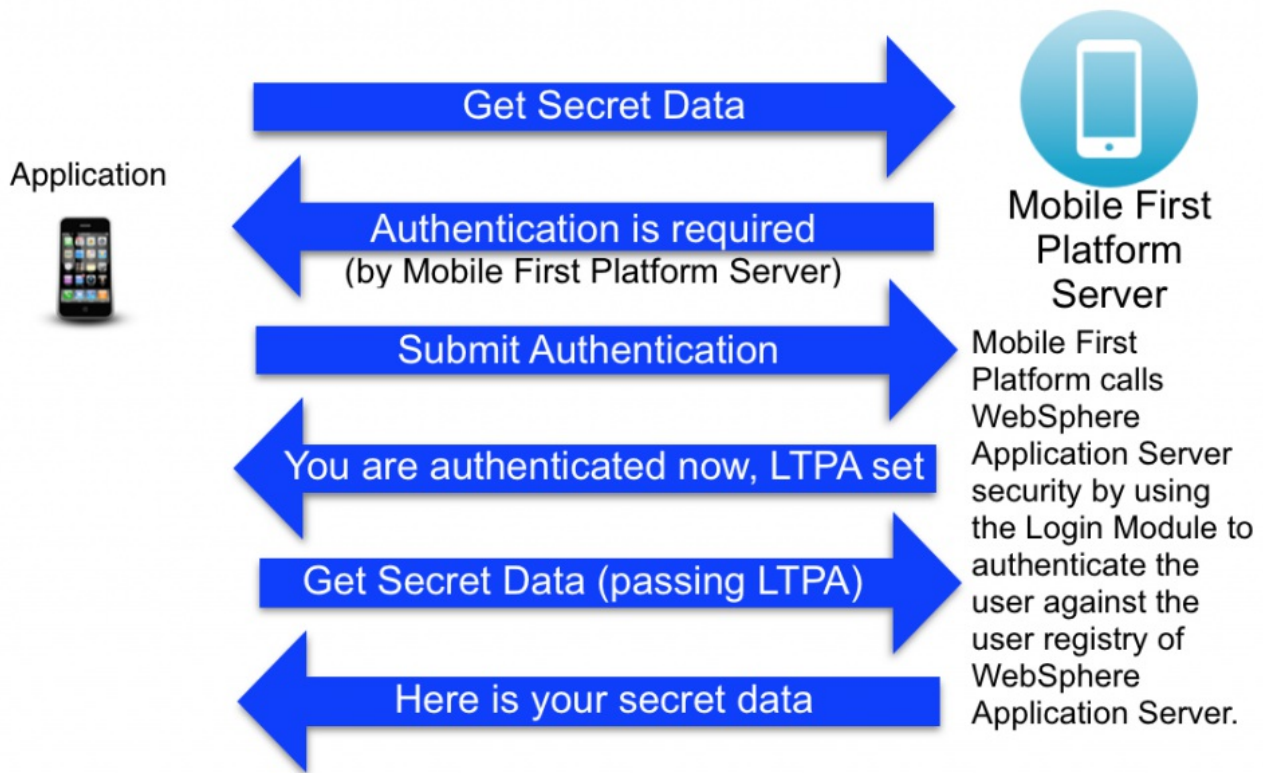 Get Secret Data
Application
Mobile First
Platform
Server
Authentication is required
(by Mobile First Platform Server)
Submit Authentication
Mobile First
Platform calls
WebSphere
Application Server
security by using
the Login Module to
authenticate the
user against the
user registry of
WebSphere
Application Server.
You are authenticated now, LTPA set
Get Secret Data (passing LTPA)
Here is your secret data